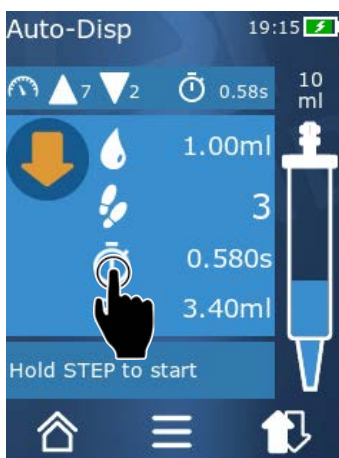 Auto-Disp 19:15
7 2 0.58s 10 ml
1.00ml
3
0.580s
3.40ml
Hold STEP to start